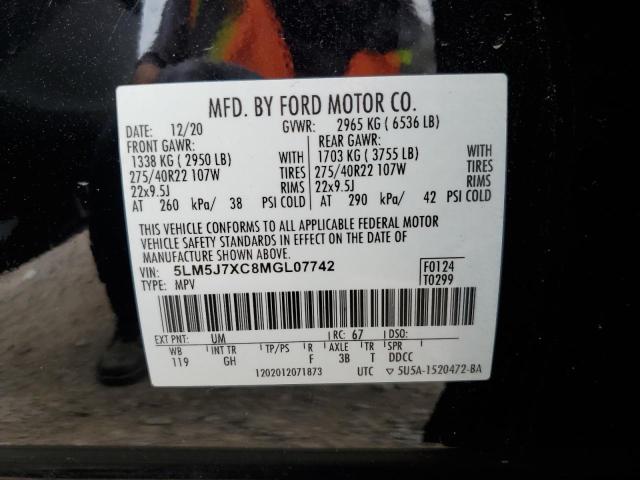 MFD. BY FORD MOTOR CO.
DATE: 12/20 GVWR: 2965 KG ( 6536 LB)
FRONT GAWR: REAR GAWR:
1338 KG ( 2950 LB) WITH 1703 KG ( 3755 LB) WITH
275/40R22 107W TIRES 275/40R22 107W TIRES
22x9.5J RIMS 22x9.5J RIMS
AT 260 kPa/ 38 PSI COLD AT 290 kPa/ 42 PSI COLD
THIS VEHICLE CONFORMS TO ALL APPLICABLE FEDERAL MOTOR
VEHICLE SAFETY STANDARDS IN EFFECT ON THE DATE OF
MANUFACTURE SHOWN ABOVE.
VIN: 5LM5J7XC8MGL07742 F0124
TYPE: MPV T0299
EXT PNT: UM RC: 67 DSO:
WB INT TR TP/PS R AXLE TR SPR
119 GH F 3B T DDCC
1202012071873 UTC ▽5U5A-1520472-BA